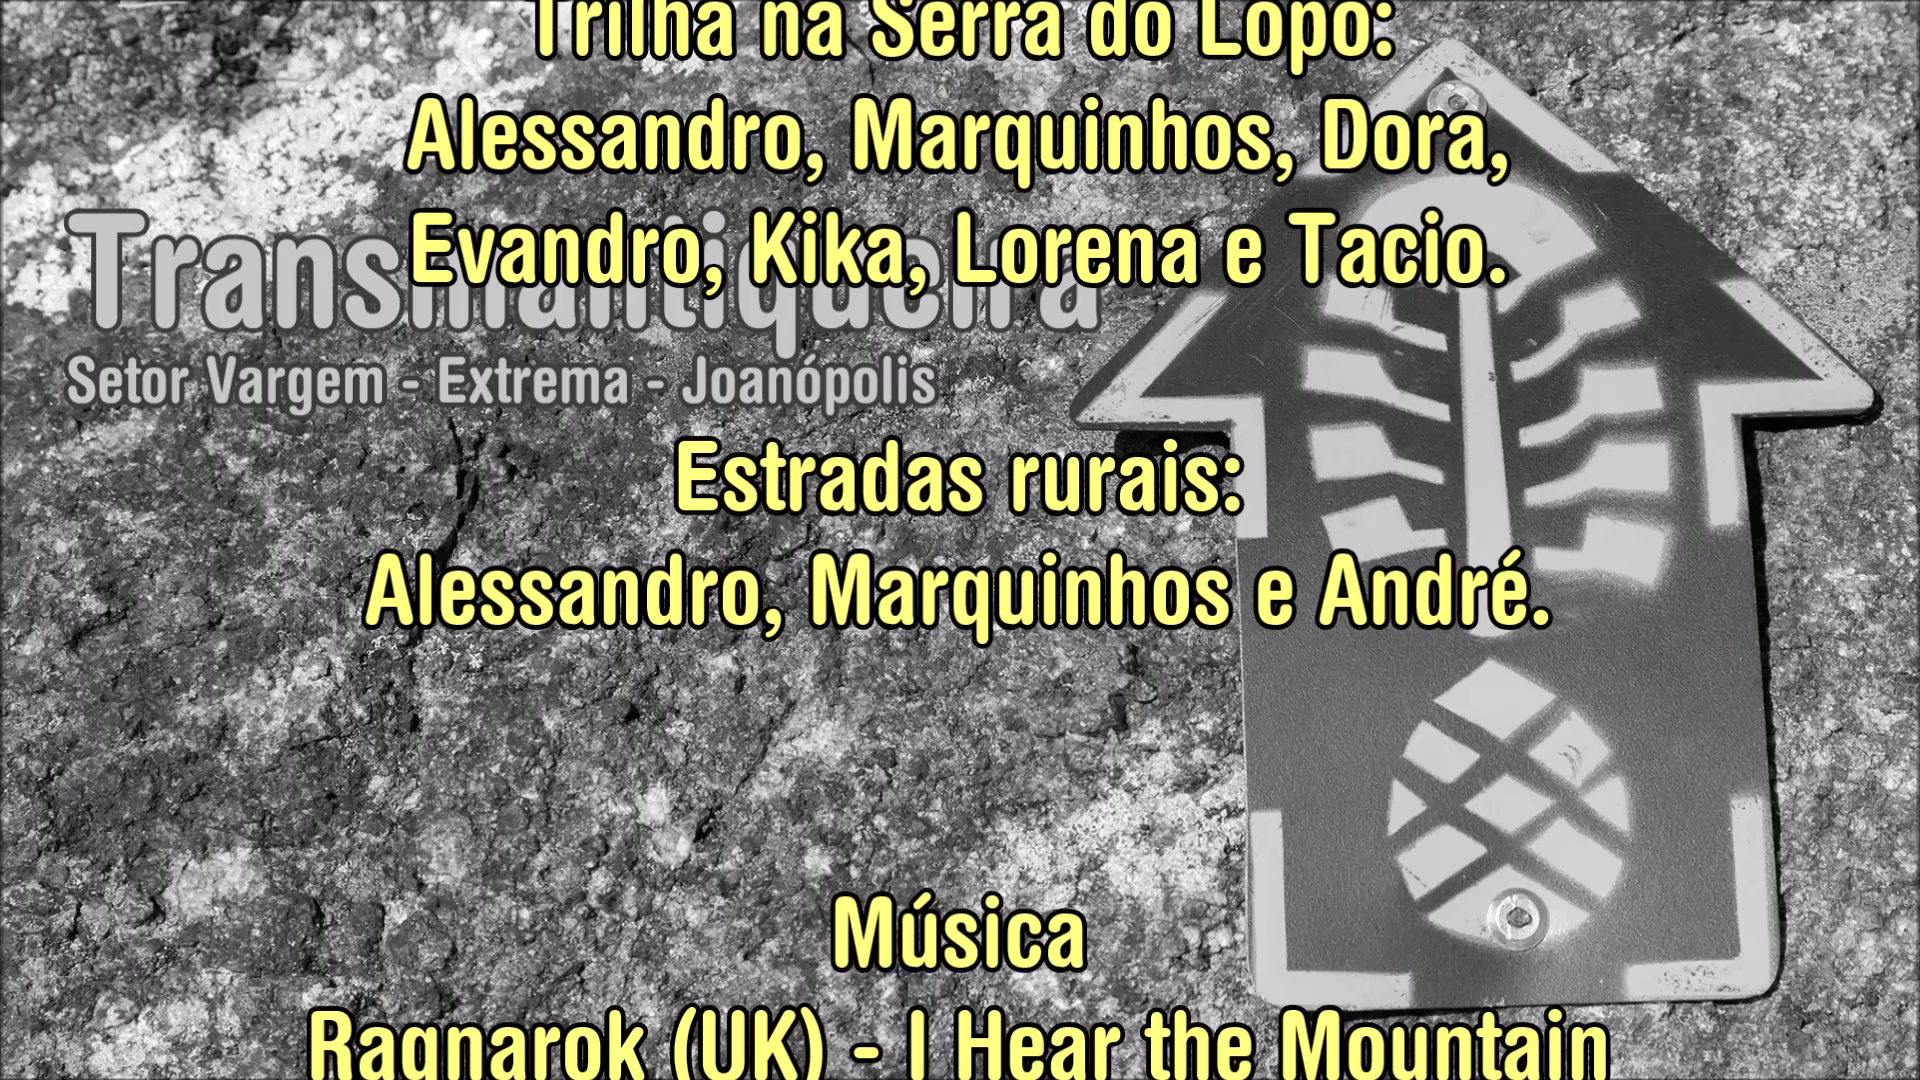 Trilha na Serra do Lopo:
Alessandro, Marquinhos, Dora,
Evandro, Kika, Lorena e Tacio.
Transmantiqueira
Setor Vargem - Extrema - Joanópolis
Estradas rurais:
Alessandro, Marquinhos e André.
Música
Ragnarok (UK) - I Hear the Mountain